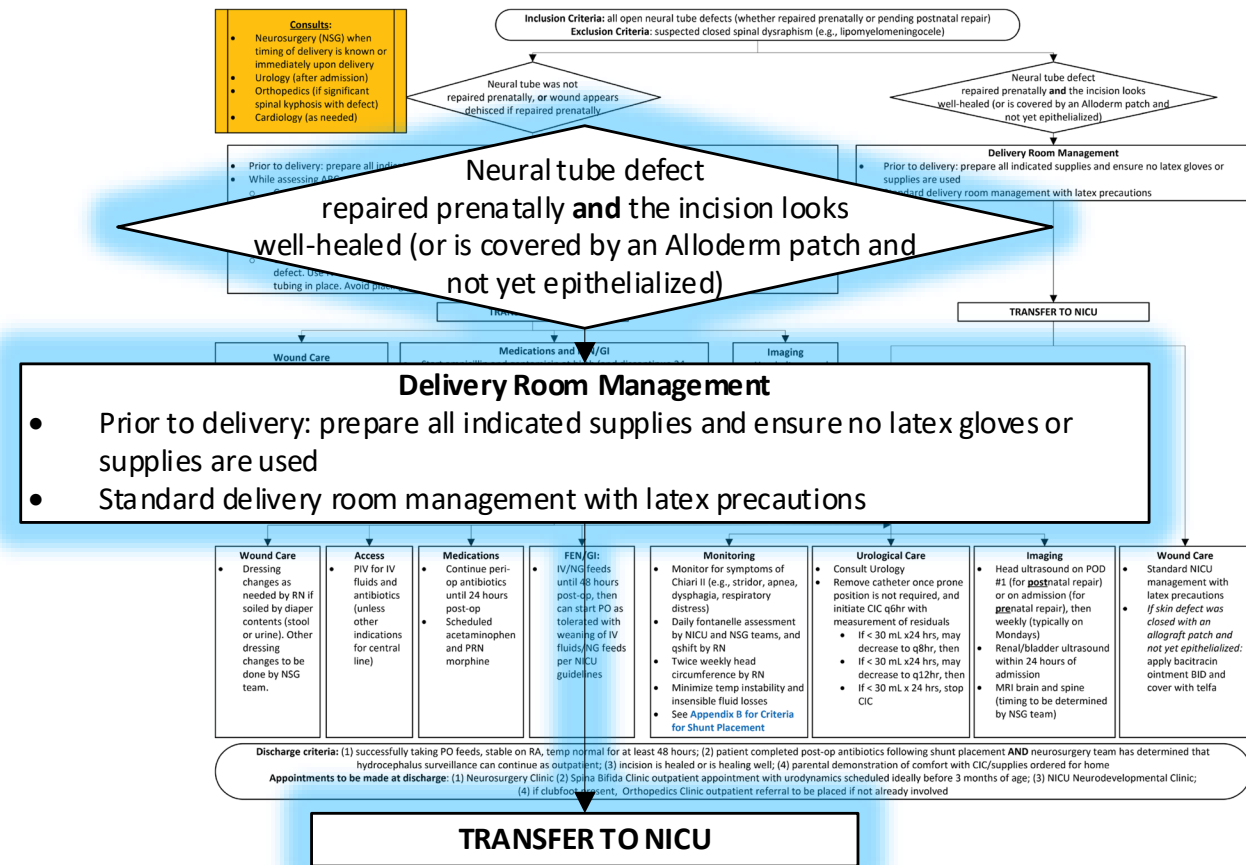 Consults:
• Neurosurgery (NSG) when
timing of delivery is known or
immediately upon delivery
• Urology (after admission)
• Orthopedics (if significant
spinal kyphosis with defect)
• Cardiology (as needed)
Inclusion Criteria: all open neural tube defects (whether repaired prenatally or pending postnatal repair)
Exclusion Criteria: suspected closed spinal dysraphism (e.g., lipomyelomeningocele)
Neural tube was not
repaired prenatally, or wound appears
dehisced if repaired prenatally
Neural tube defect
repaired prenatally and the incision looks
well-healed (or is covered by an Alloderm patch and
not yet epithelialized)
• Prior to delivery: prepare all
• While assessing
Delivery Room Management
• Prior to delivery: prepare all indicated supplies and ensure no latex gloves or
supplies are used
Standard delivery room management with latex precautions
Neural tube defect
repaired prenatally and the incision looks
well-healed (or is covered by an Alloderm patch and
not yet epithelialized)
defect. Use
tubing in place. Avoid
TRANSFER TO NICU
Wound Care
Medications and
Imaging
Delivery Room Management
• Prior to delivery: prepare all indicated supplies and ensure no latex gloves or
supplies are used
• Standard delivery room management with latex precautions
Wound Care
• Dressing
changes as
needed by RN if
soiled by diaper
contents (stool
or urine). Other
dressing
changes to be
done by NSG
team.
Access
• PIV for IV
fluids and
antibiotics
(unless
other
indications
for central
line)
Medications
• Continue peri-
op antibiotics
until 24 hours
post-op
• Scheduled
acetaminophen
and PRN
morphine
FEN/GI:
• IV/NG feeds
until 48 hours
post-op, then
can start PO as
tolerated with
weaning of IV
fluids/NG feeds
per NICU
guidelines
Monitoring
• Monitor for symptoms of
Chiari II (e.g., stridor, apnea,
dysphagia, respiratory
distress)
• Daily fontanelle assessment
by NICU and NSG teams, and
qshift by RN
• Twice weekly head
circumference by RN
• Minimize temp instability and
insensible fluid losses
• See Appendix B for Criteria
for Shunt Placement
Urological Care
• Consult Urology
• Remove catheter once prone
position is not required, and
initiate CIC q6hr with
measurement of residuals
• If < 30 mL x24 hrs, may
decrease to q8hr, then
• If < 30 mL x24 hrs, may
decrease to q12hr, then
• If < 30 mL x 24 hrs, stop
CIC
Imaging
• Head ultrasound on POD
#1 (for postnatal repair)
or on admission (for
prenatal repair), then
weekly (typically on
Mondays)
• Renal/bladder ultrasound
within 24 hours of
admission
• MRI brain and spine
(timing to be determined
by NSG team)
Wound Care
• Standard NICU
management with
latex precautions
• If skin defect was
closed with an
allograft patch and
not yet epithelialized:
apply bacitracin
ointment BID and
cover with telfa
Discharge criteria: (1) successfully taking PO feeds, stable on RA, temp normal for at least 48 hours; (2) patient completed post-op antibiotics following shunt placement AND neurosurgery team has determined that
hydrocephalus surveillance can continue as outpatient; (3) incision is healed or is healing well; (4) parental demonstration of comfort with CIC/supplies ordered for home
Appointments to be made at discharge: (1) Neurosurgery Clinic (2) Spina Bifida Clinic outpatient appointment with urodynamics scheduled ideally before 3 months of age; (3) NICU Neurodevelopmental Clinic;
(4) if clubfoot present, Orthopedics Clinic outpatient referral to be placed if not already involved
TRANSFER TO NICU